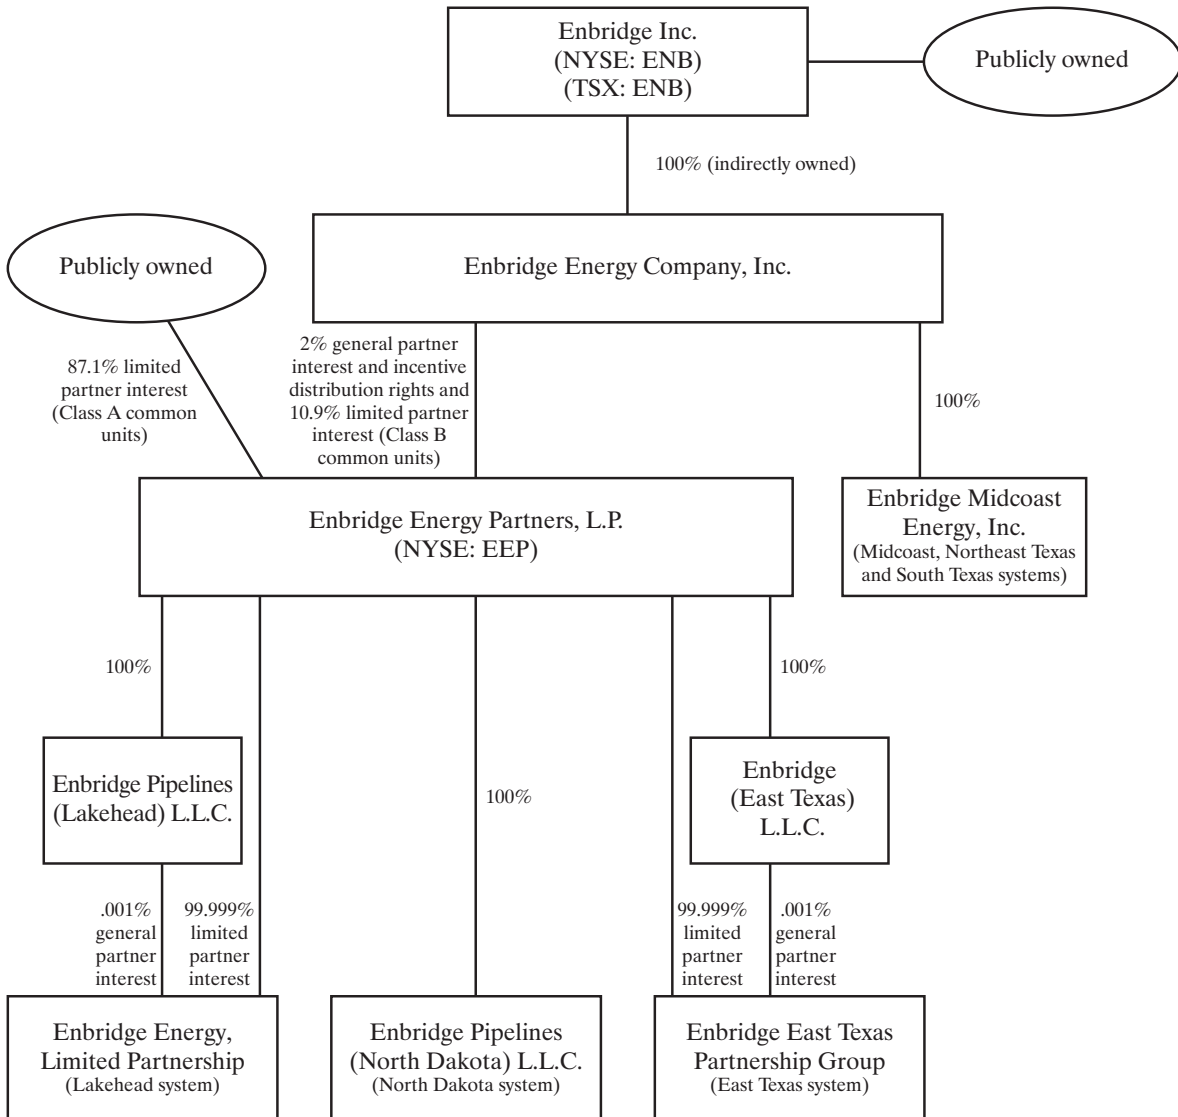 Enbridge Inc.
(NYSE: ENB)
(TSX: ENB)
Publicly owned
100% (indirectly owned)
Publicly owned
Enbridge Energy Company, Inc.
87.1% limited
partner interest
(Class A common
units)
2% general partner
interest and incentive
distribution rights and
10.9% limited partner
interest (Class B
common units)
100%
Enbridge Energy Partners, L.P.
(NYSE: EEP)
Enbridge Midcoast
Energy, Inc.
(Midcoast, Northeast Texas
and South Texas systems)
100%
100%
Enbridge Pipelines
(Lakehead) L.L.C.
100%
Enbridge
(East Texas)
L.L.C.
.001%
general
partner
interest
99.999%
limited
partner
interest
99.999%
limited
partner
interest
.001%
general
partner
interest
Enbridge Energy,
Limited Partnership
(Lakehead system)
Enbridge Pipelines
(North Dakota) L.L.C.
(North Dakota system)
Enbridge East Texas
Partnership Group
(East Texas system)